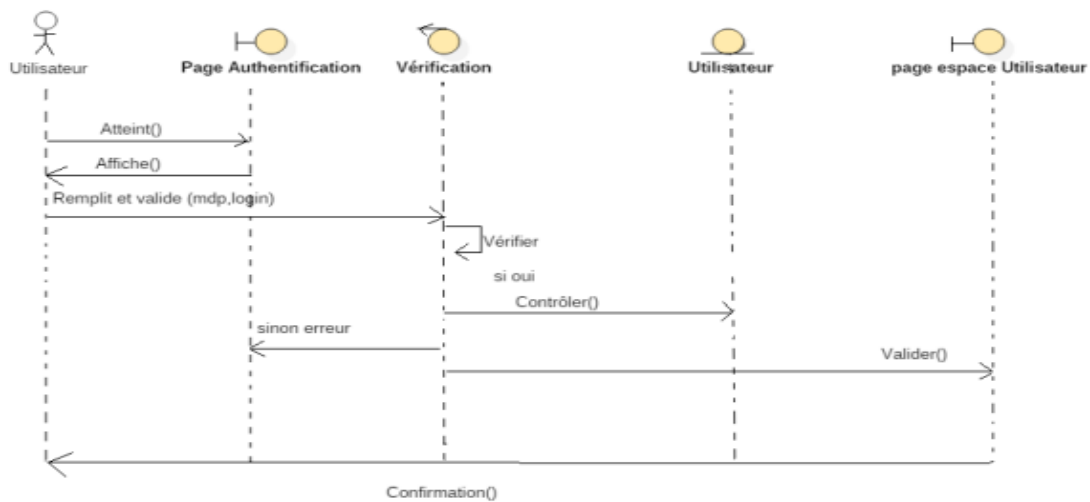 Utilisateur
Page Authentification
Vérification
Utilisateur
page espace Utilisateur
Atteint()
Affiche()
Remplit et valide (mdp,login)
Vérifier
si oui
Contrôler()
sinon erreur
Valider()
Confirmation()